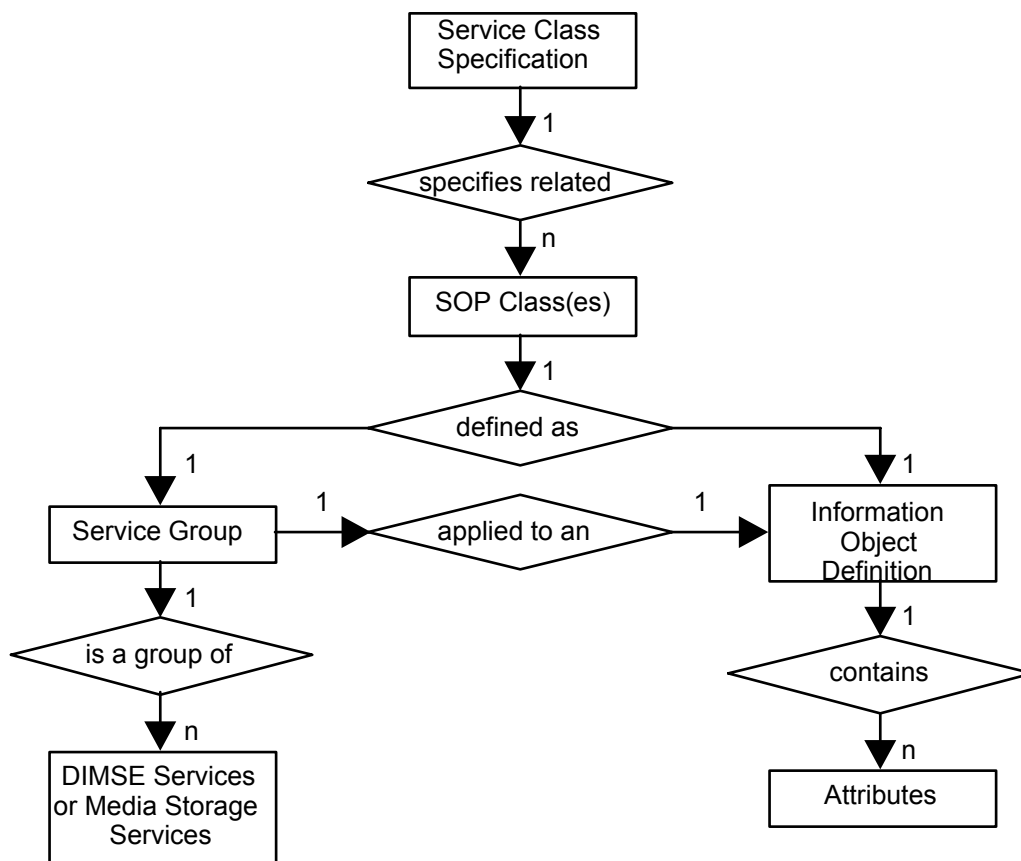 Service Class
Specification
1
specifies related
n
SOP Class(es)
1
defined as
1
1
Service Group
1
applied to an
1
Information
Object
Definition
1
1
is a group of
contains
n
n
DIMSE Services
or Media Storage
Services
Attributes